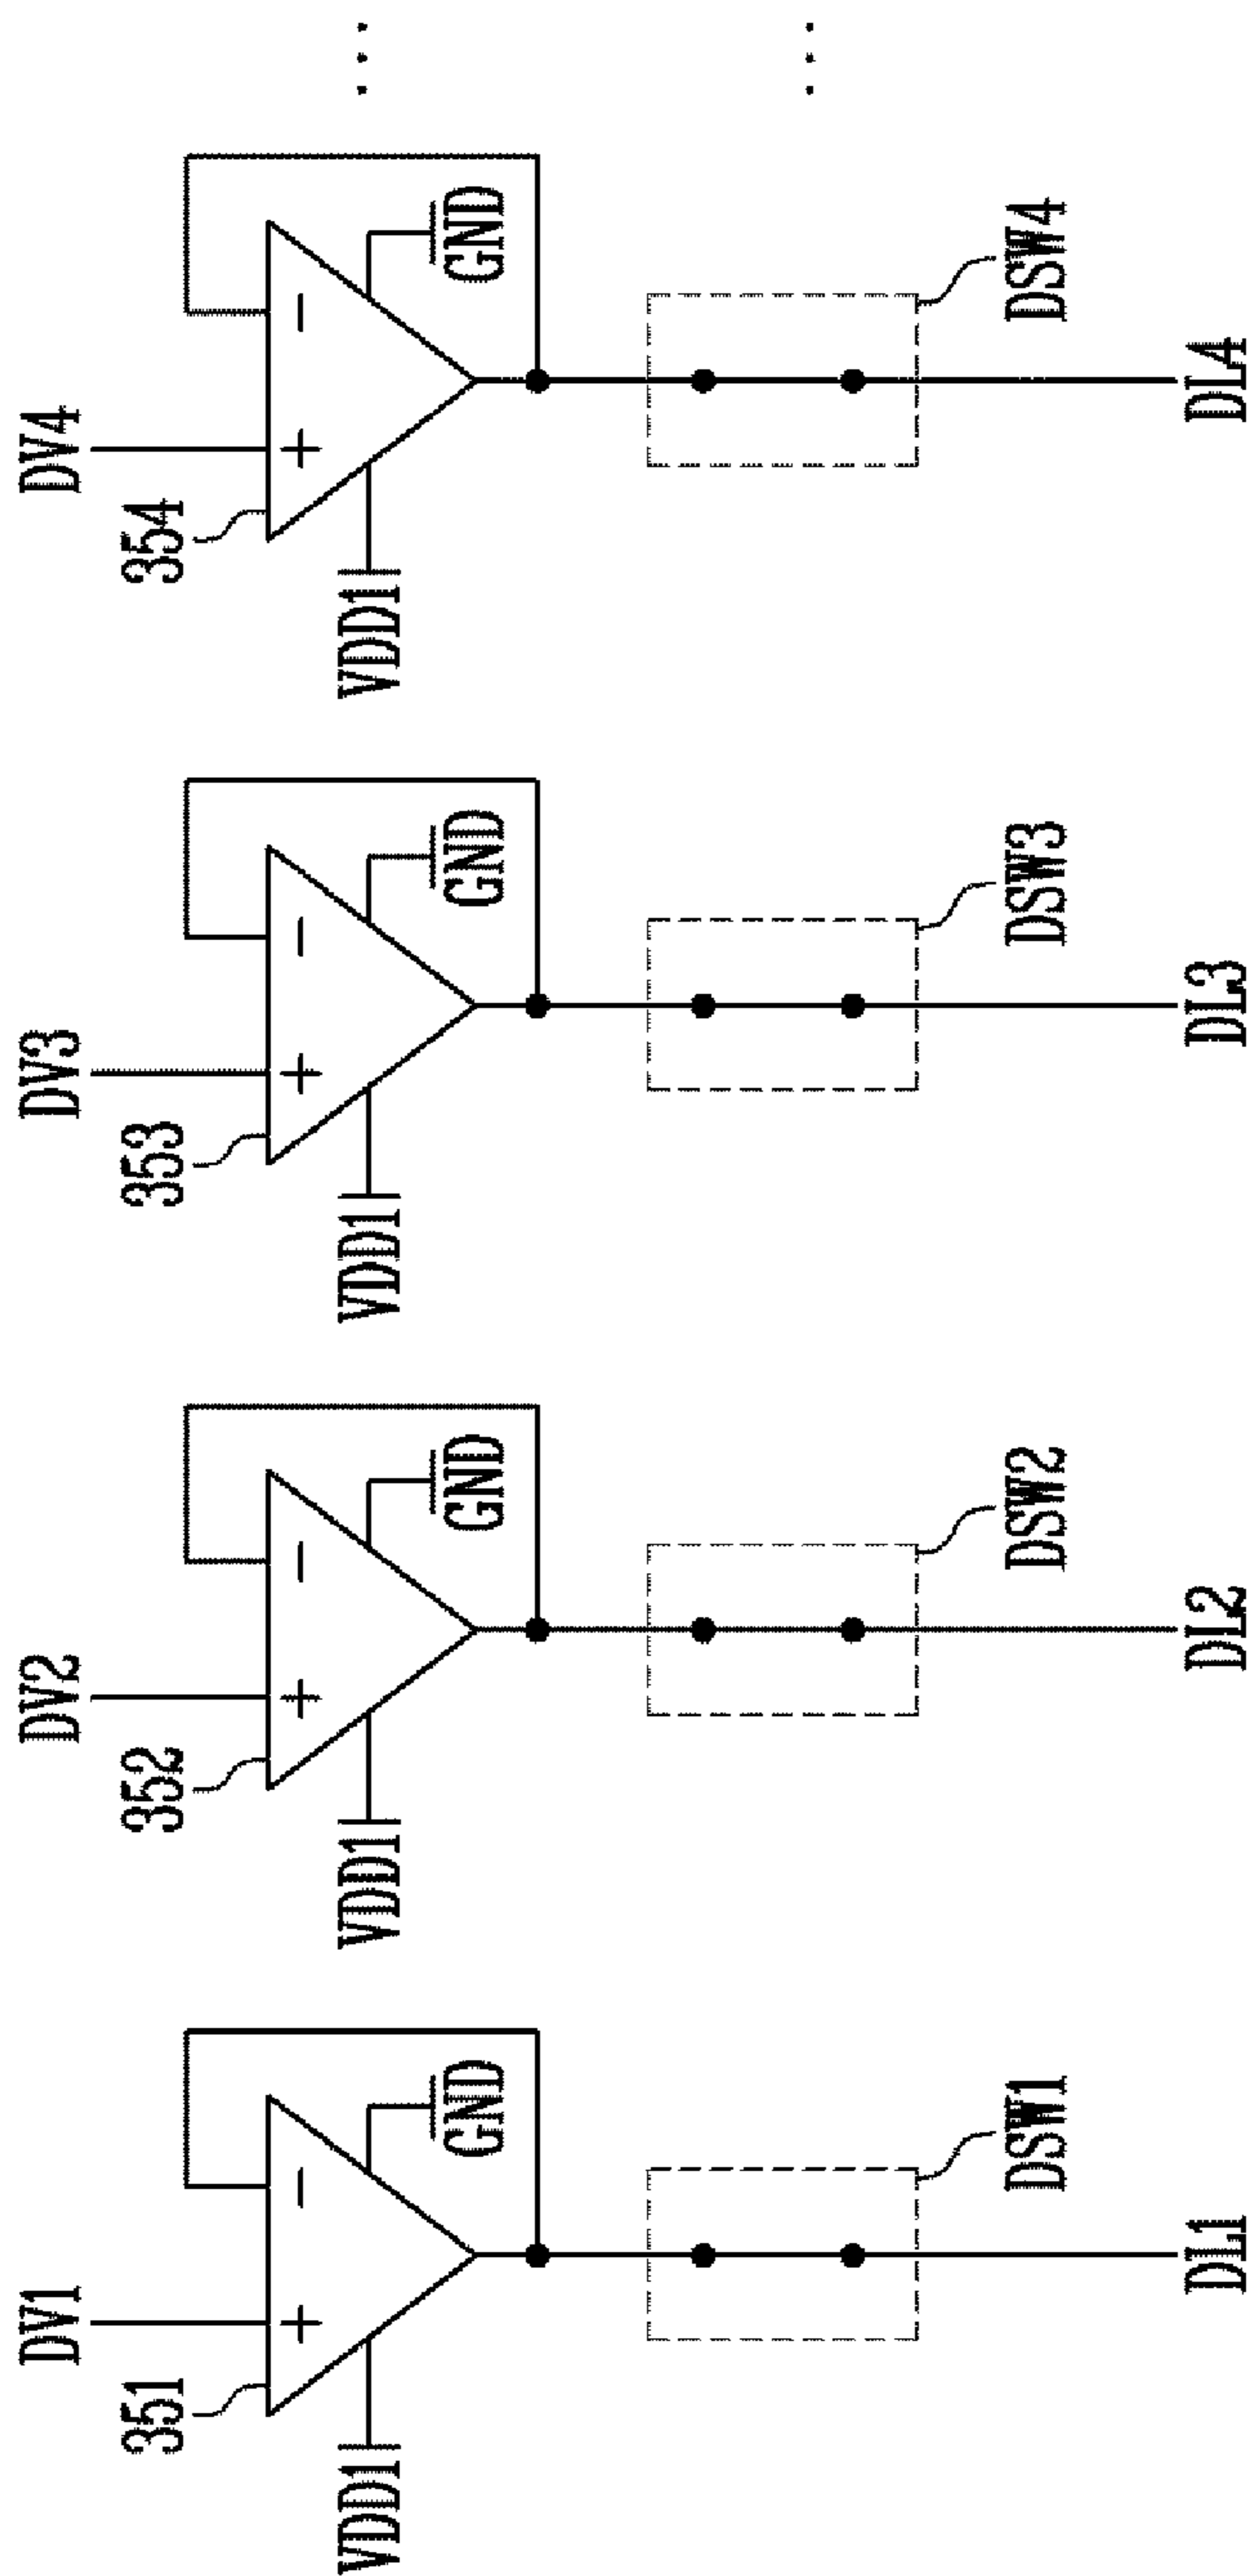 DV1
DV2
DV3
DV4
351
352
353
354
+
−
+
−
+
−
+
−
VDD1
GND
VDD1
GND
VDD1
GND
VDD1
GND
...
DSW1
DSW2
DSW3
DSW4
...
DL1
DL2
DL3
DL4